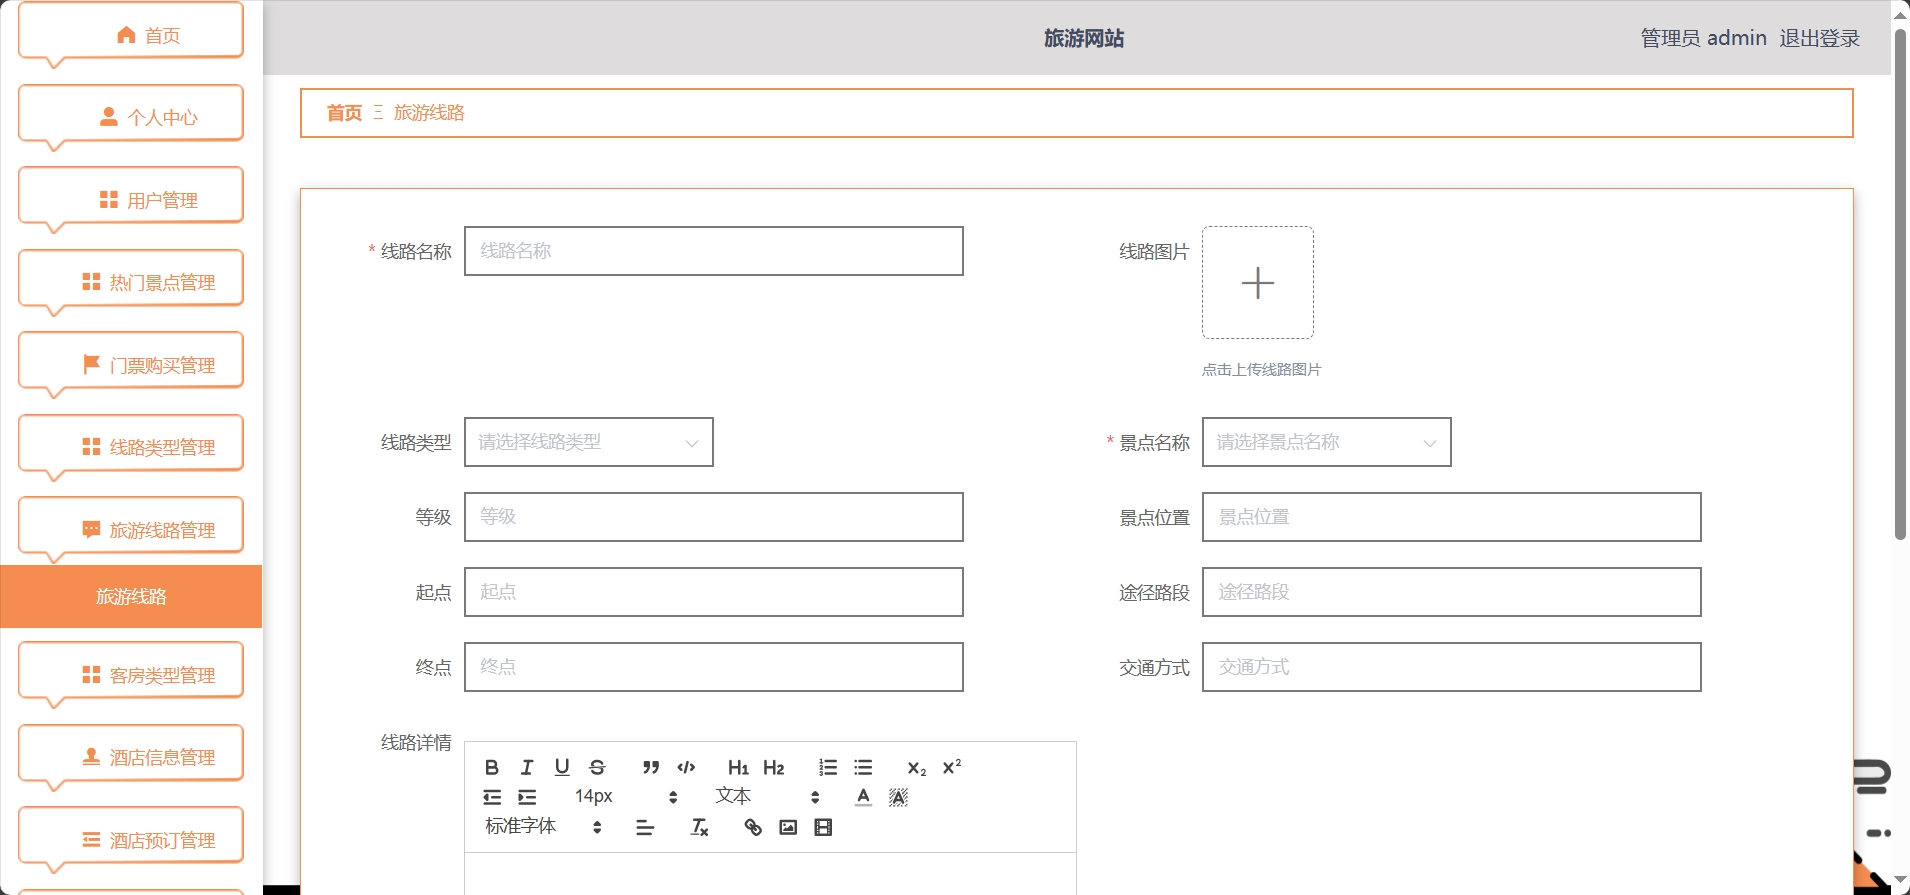 首页
个人中心
用户管理
热门景点管理
门票购买管理
线路类型管理
旅游线路管理
旅游线路
客房类型管理
酒店信息管理
酒店预订管理
旅游网站
管理员 admin 退出登录
首页 Ξ 旅游线路
* 线路名称 线路名称
线路图片
点击上传线路图片
线路类型 请选择线路类型
* 景点名称 请选择景点名称
等级 等级
景点位置 景点位置
起点 起点
途径路段 途径路段
终点 终点
交通方式 交通方式
线路详情
B I U S H1 H2 X2 X2
14px 文本 A A
标准字体 Tx